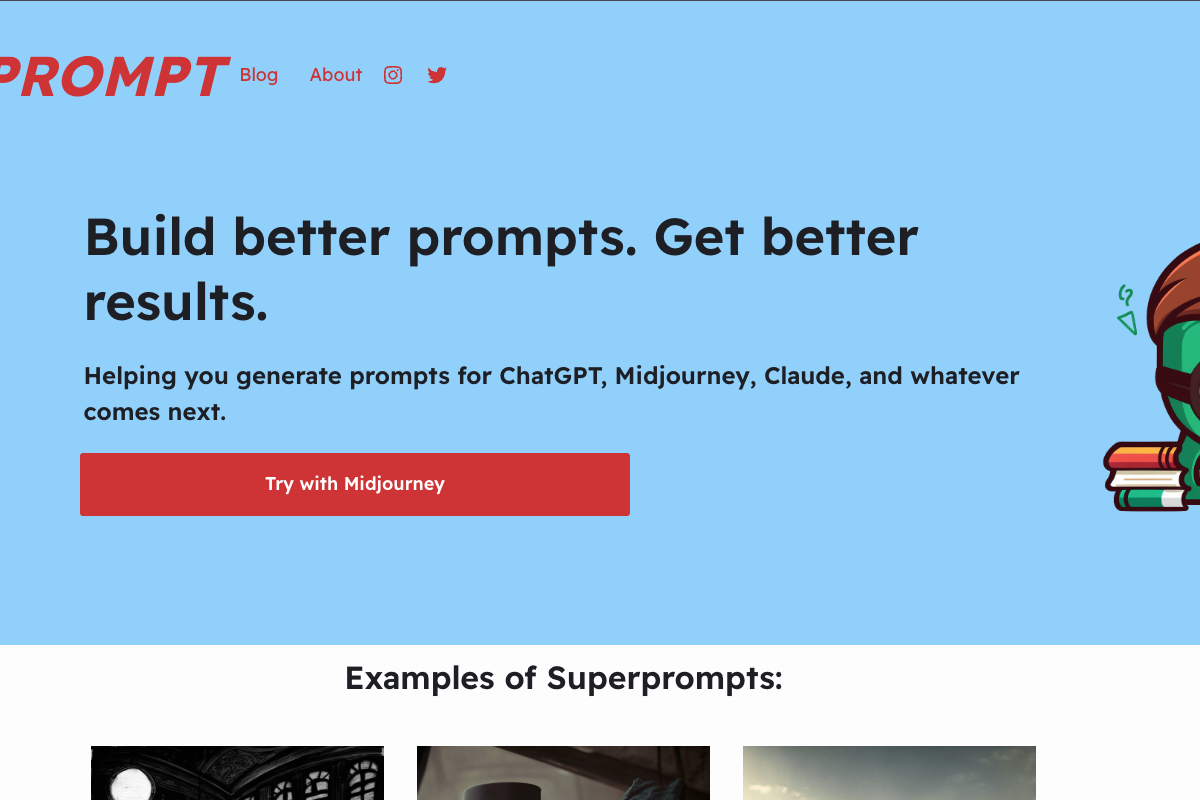 PROMPT Blog About
Build better prompts. Get better
results.
Helping you generate prompts for ChatGPT, Midjourney, Claude, and whatever
comes next.
Try with Midjourney
Examples of Superprompts: